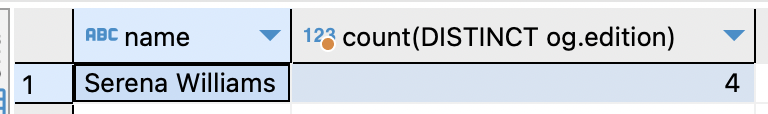 ABC name 123 count(DISTINCT og.edition)
1 Serena Williams 4